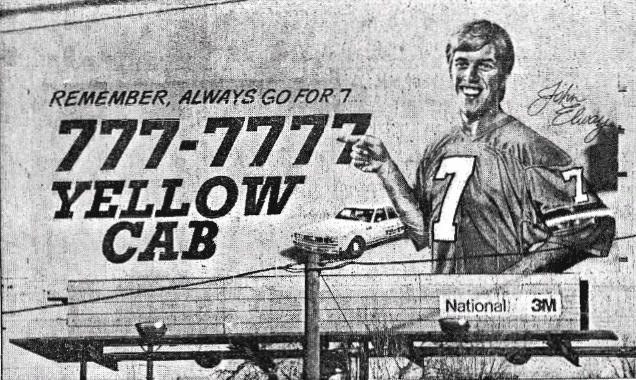 REMEMBER, ALWAYS GO FOR 7...
777-7777
YELLOW
CAB
John
Elway
7
7
National 3M